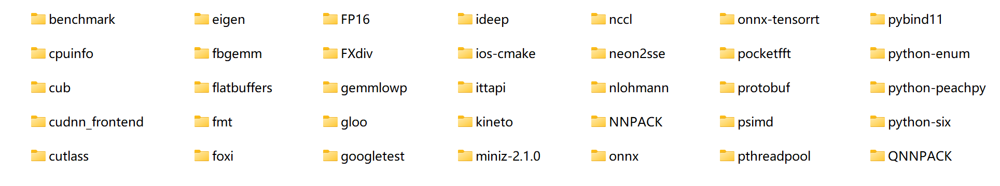 benchmark eigen FP16 ideep nccl onnx-tensorrt pybind11
cpuinfo fbgemm FXdiv ios-cmake neon2sse pocketfft python-enum
cub flatbuffers gemmlowp ittapi nlohmann protobuf python-peachpy
cudnn_frontend fmt gloo kineto NNPACK psimd python-six
cutlass foxi googletest miniz-2.1.0 onnx pthreadpool QNNPACK